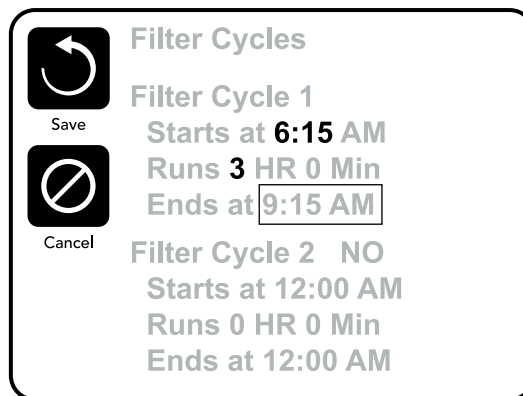 Filter Cycles
Save
Filter Cycle 1
Starts at 6:15 AM
Runs 3 HR 0 Min
Ends at 9:15 AM
Cancel
Filter Cycle 2 NO
Starts at 12:00 AM
Runs 0 HR 0 Min
Ends at 12:00 AM